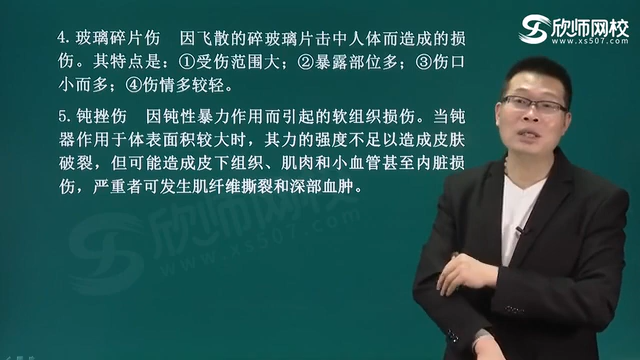 欣师网校
www.xs507.com
4. 玻璃碎片伤 因飞散的碎玻璃片击中人体而造成的损
伤。其特点是：①受伤范围大；②暴露部位多；③伤口
小而多；④伤情多较轻。
5. 钝挫伤 因钝性暴力作用而引起的软组织损伤。当钝
器作用于体表面积较大时，其力的强度不足以造成皮肤
破裂，但可能造成皮下组织、肌肉和小血管甚至内脏损
伤，严重者可发生肌纤维撕裂和深部血肿。
欣师网校
www.xs507.com